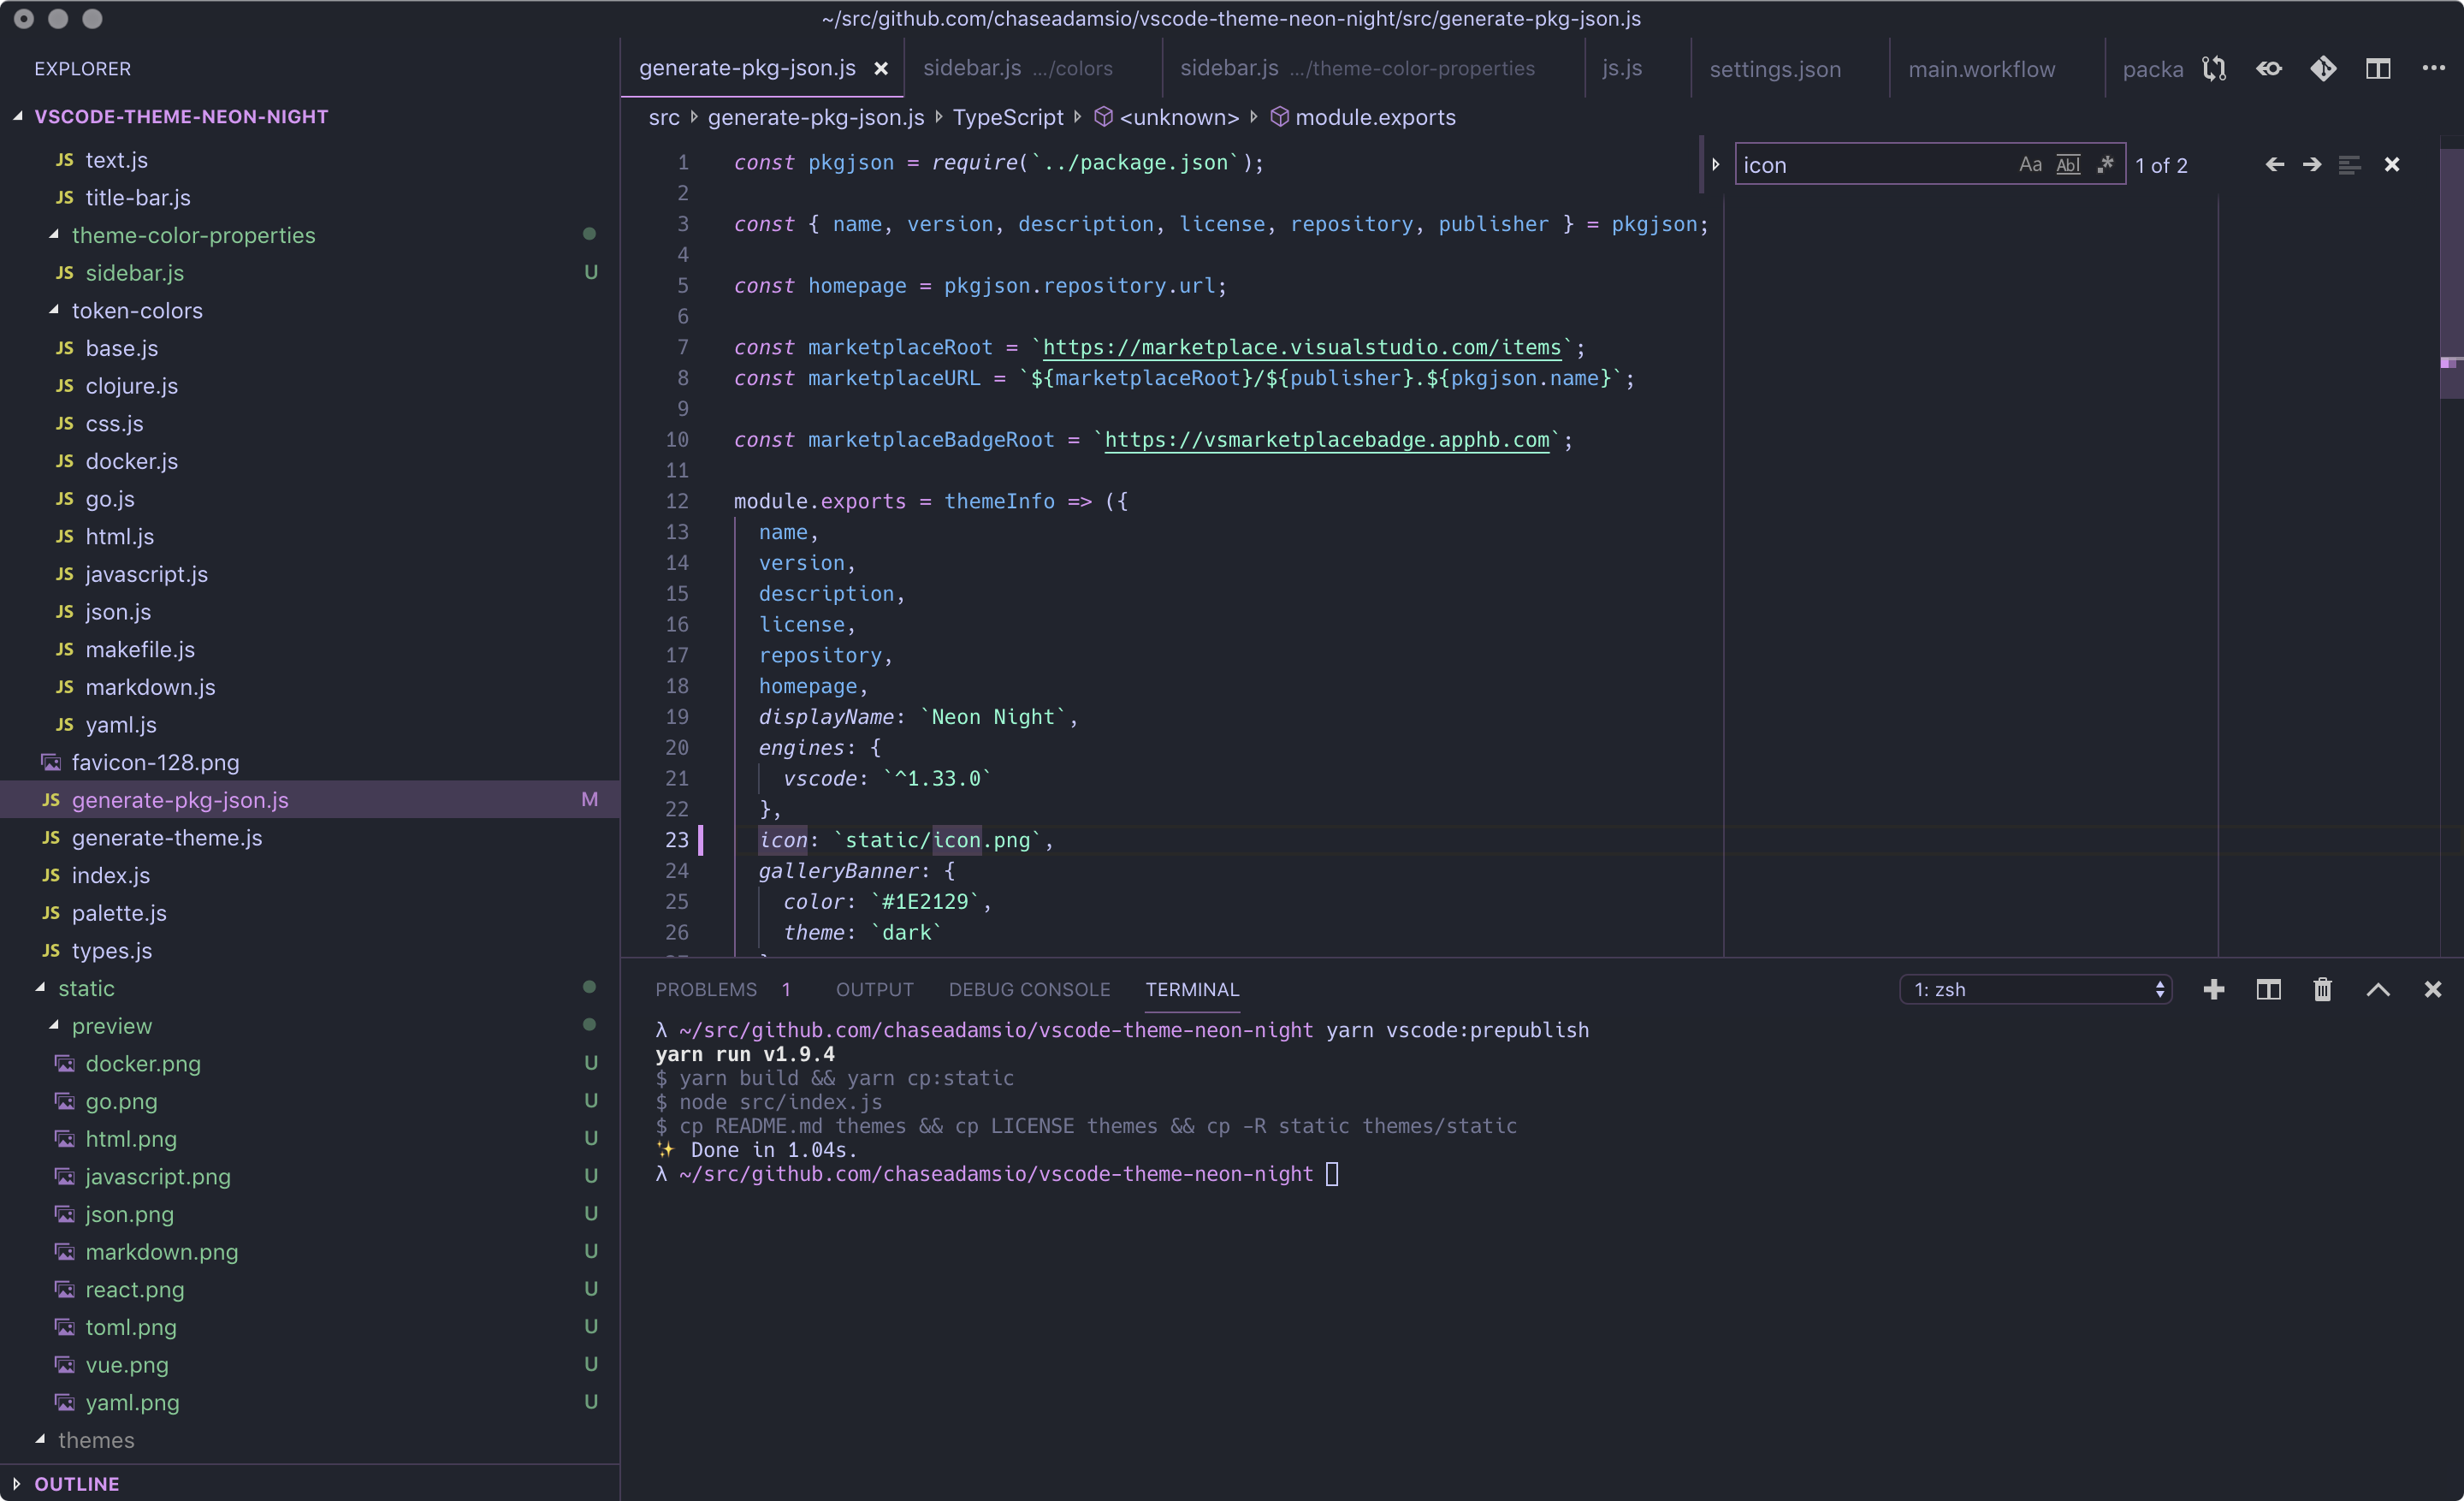 ~/src/github.com/chaseadamsio/vscode-theme-neon-night/src/generate-pkg-json.js
EXPLORER
VSCODE-THEME-NEON-NIGHT
JS text.js
JS title-bar.js
theme-color-properties
JS sidebar.js U
token-colors
JS base.js
JS clojure.js
JS css.js
JS docker.js
JS go.js
JS html.js
JS javascript.js
JS json.js
JS makefile.js
JS markdown.js
JS yaml.js
favicon-128.png
JS generate-pkg-json.js M
JS generate-theme.js
JS index.js
JS palette.js
JS types.js
static
preview
docker.png U
go.png U
html.png U
javascript.png U
json.png U
markdown.png U
react.png U
toml.png U
vue.png U
yaml.png U
themes
OUTLINE
generate-pkg-json.js sidebar.js .../colors sidebar.js .../theme-color-properties js.js settings.json main.workflow packa
src generate-pkg-json.js TypeScript <unknown> module.exports
icon Aa Abl .* 1 of 2
1 const pkgjson = require(`../package.json`);
2
3 const { name, version, description, license, repository, publisher } = pkgjson;
4
5 const homepage = pkgjson.repository.url;
6
7 const marketplaceRoot = `https://marketplace.visualstudio.com/items`;
8 const marketplaceURL = `${marketplaceRoot}/${publisher}.${pkgjson.name}`;
9
10 const marketplaceBadgeRoot = `https://vsmarketplacebadge.apphb.com`;
11
12 module.exports = themeInfo => ({
13 name,
14 version,
15 description,
16 license,
17 repository,
18 homepage,
19 displayName: `Neon Night`,
20 engines: {
21 vscode: `^1.33.0`
22 },
23 icon: `static/icon.png`,
24 galleryBanner: {
25 color: `#1E2129`,
26 theme: `dark`
PROBLEMS 1 OUTPUT DEBUG CONSOLE TERMINAL 1: zsh
λ ~/src/github.com/chaseadamsio/vscode-theme-neon-night yarn vscode:prepublish
yarn run v1.9.4
$ yarn build && yarn cp:static
$ node src/index.js
$ cp README.md themes && cp LICENSE themes && cp -R static themes/static
✨ Done in 1.04s.
λ ~/src/github.com/chaseadamsio/vscode-theme-neon-night